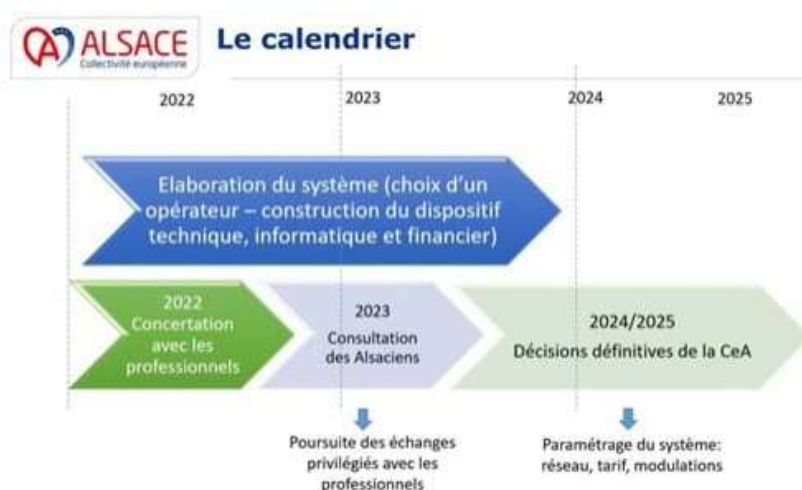 ALSACE
Collectivité européenne
Le calendrier
2022
2023
2024
2025
Elaboration du système (choix d'un
opérateur – construction du dispositif
technique, informatique et financier)
2022
Concertation
avec les
professionnels
2023
Consultation
des Alsaciens
2024/2025
Décisions définitives de la CeA
Poursuite des échanges
privilégiés avec les
professionnels
Paramétrage du système:
réseau, tarif, modulations